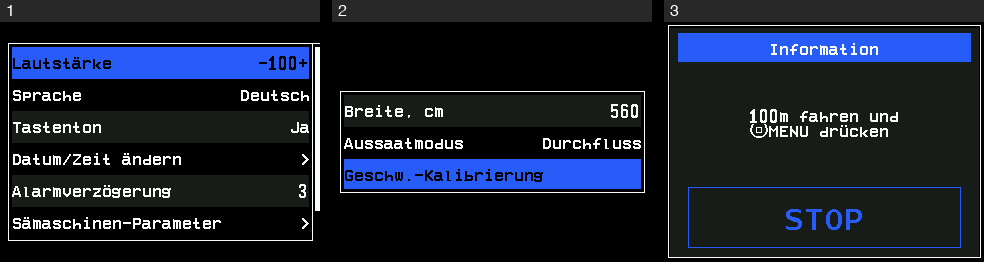 1
Lautstärke -100+
Sprache Deutsch
Tastenton Ja
Datum/Zeit ändern >
Alarmverzögerung 3
Sämaschinen-Parameter >
2
Breite, cm 560
Aussaatmodus Durchfluss
Geschw.-Kalibrierung
3
Information
100m fahren und
MENU drücken
STOP